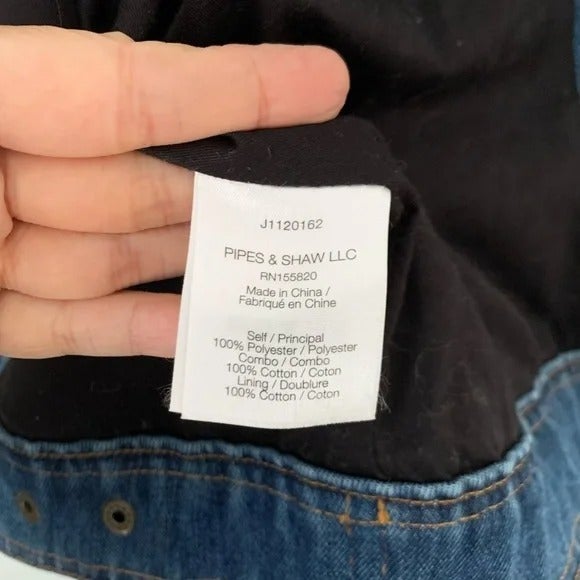 J1120162
PIPES & SHAW LLC
RN155820
Made in China /
Fabriqué en Chine
Self / Principal
100% Polyester / Polyester
Combo / Combo
100% Cotton / Coton
Lining / Doublure
100% Cotton / Coton